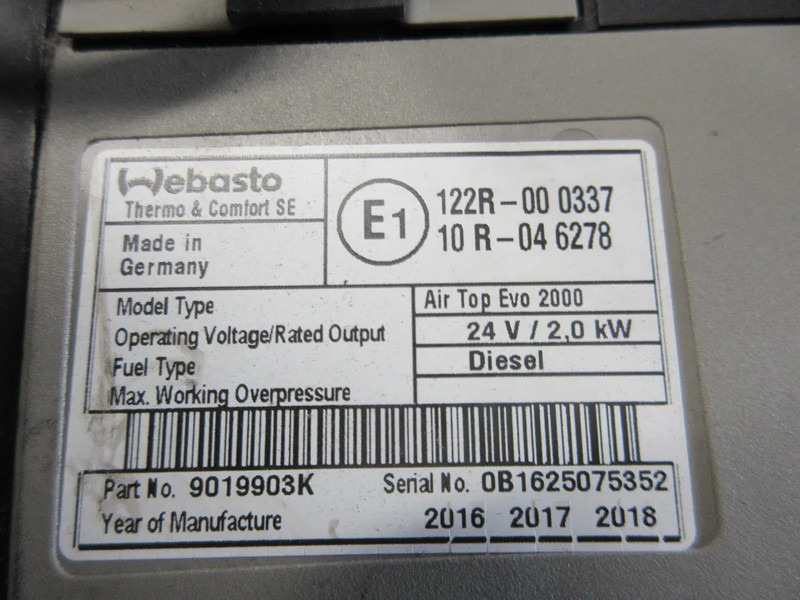 Webasto
Thermo & Comfort SE
Made in
Germany
E1
122R-00 0337
10 R-04 6278
Model Type Air Top Evo 2000
Operating Voltage/Rated Output 24 V / 2,0 kW
Fuel Type Diesel
Max. Working Overpressure
Part No. 9019903K Serial No. 0B1625075352
Year of Manufacture 2016 2017 2018